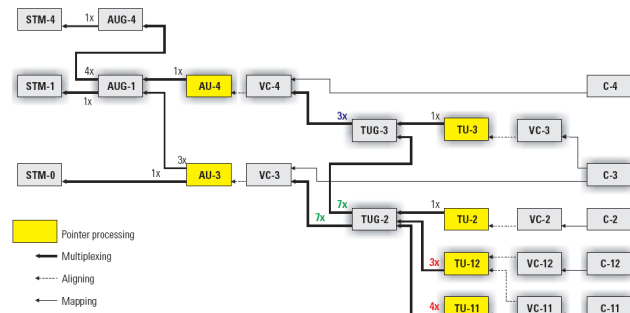 STM-4 1x AUG-4
STM-1 4x AUG-1 1x AU-4 VC-4 C-4
1x
3x TUG-3 1x TU-3 VC-3
3x
STM-0 1x AU-3 VC-3 C-3
7x 7x TUG-2 1x TU-2 VC-2 C-2
Pointer processing
Multiplexing
3x TU-12 VC-12 C-12
Aligning
Mapping
4x TU-11 VC-11 C-11